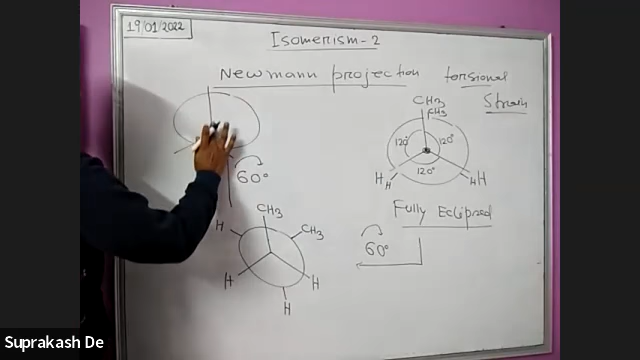 19/01/2022
Isomerism-2
Newmann projection torsional
Strain
CH3
CH3
120°
120°
120°
H
H
H
H
Fully Eclipsed
60°
60°
CH3
CH3
H
H
H
H
Suprakash De